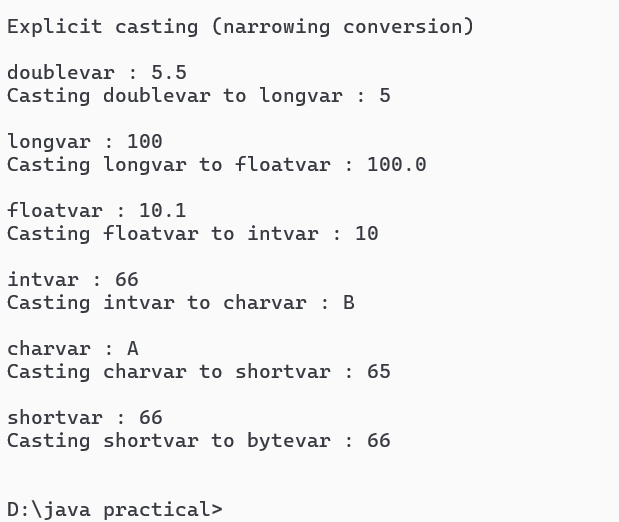 Explicit casting (narrowing conversion)
doublevar : 5.5
Casting doublevar to longvar : 5
longvar : 100
Casting longvar to floatvar : 100.0
floatvar : 10.1
Casting floatvar to intvar : 10
intvar : 66
Casting intvar to charvar : B
charvar : A
Casting charvar to shortvar : 65
shortvar : 66
Casting shortvar to bytevar : 66
D:\java practical>